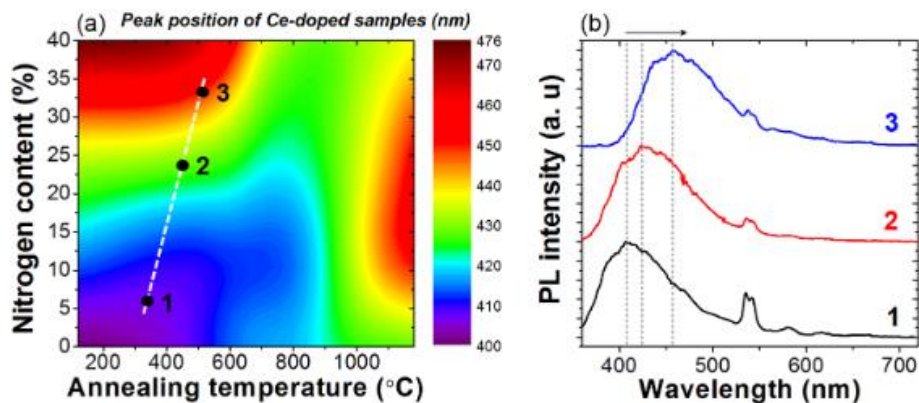 (a) Peak position of Ce-doped samples (nm)
Nitrogen content (%)
40
35
30
25
20
15
10
5
0
3
2
1
200 400 600 800 1000
Annealing temperature (°C)
476
460
450
440
430
420
410
400
(b)
PL intensity (a. u)
3
2
1
400 500 600 700
Wavelength (nm)